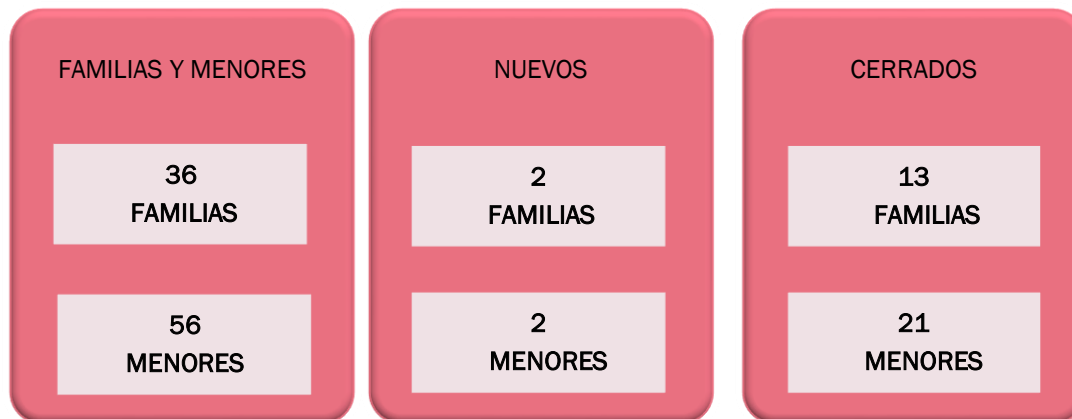 FAMILIAS Y MENORES
36
FAMILIAS
56
MENORES
NUEVOS
2
FAMILIAS
2
MENORES
CERRADOS
13
FAMILIAS
21
MENORES